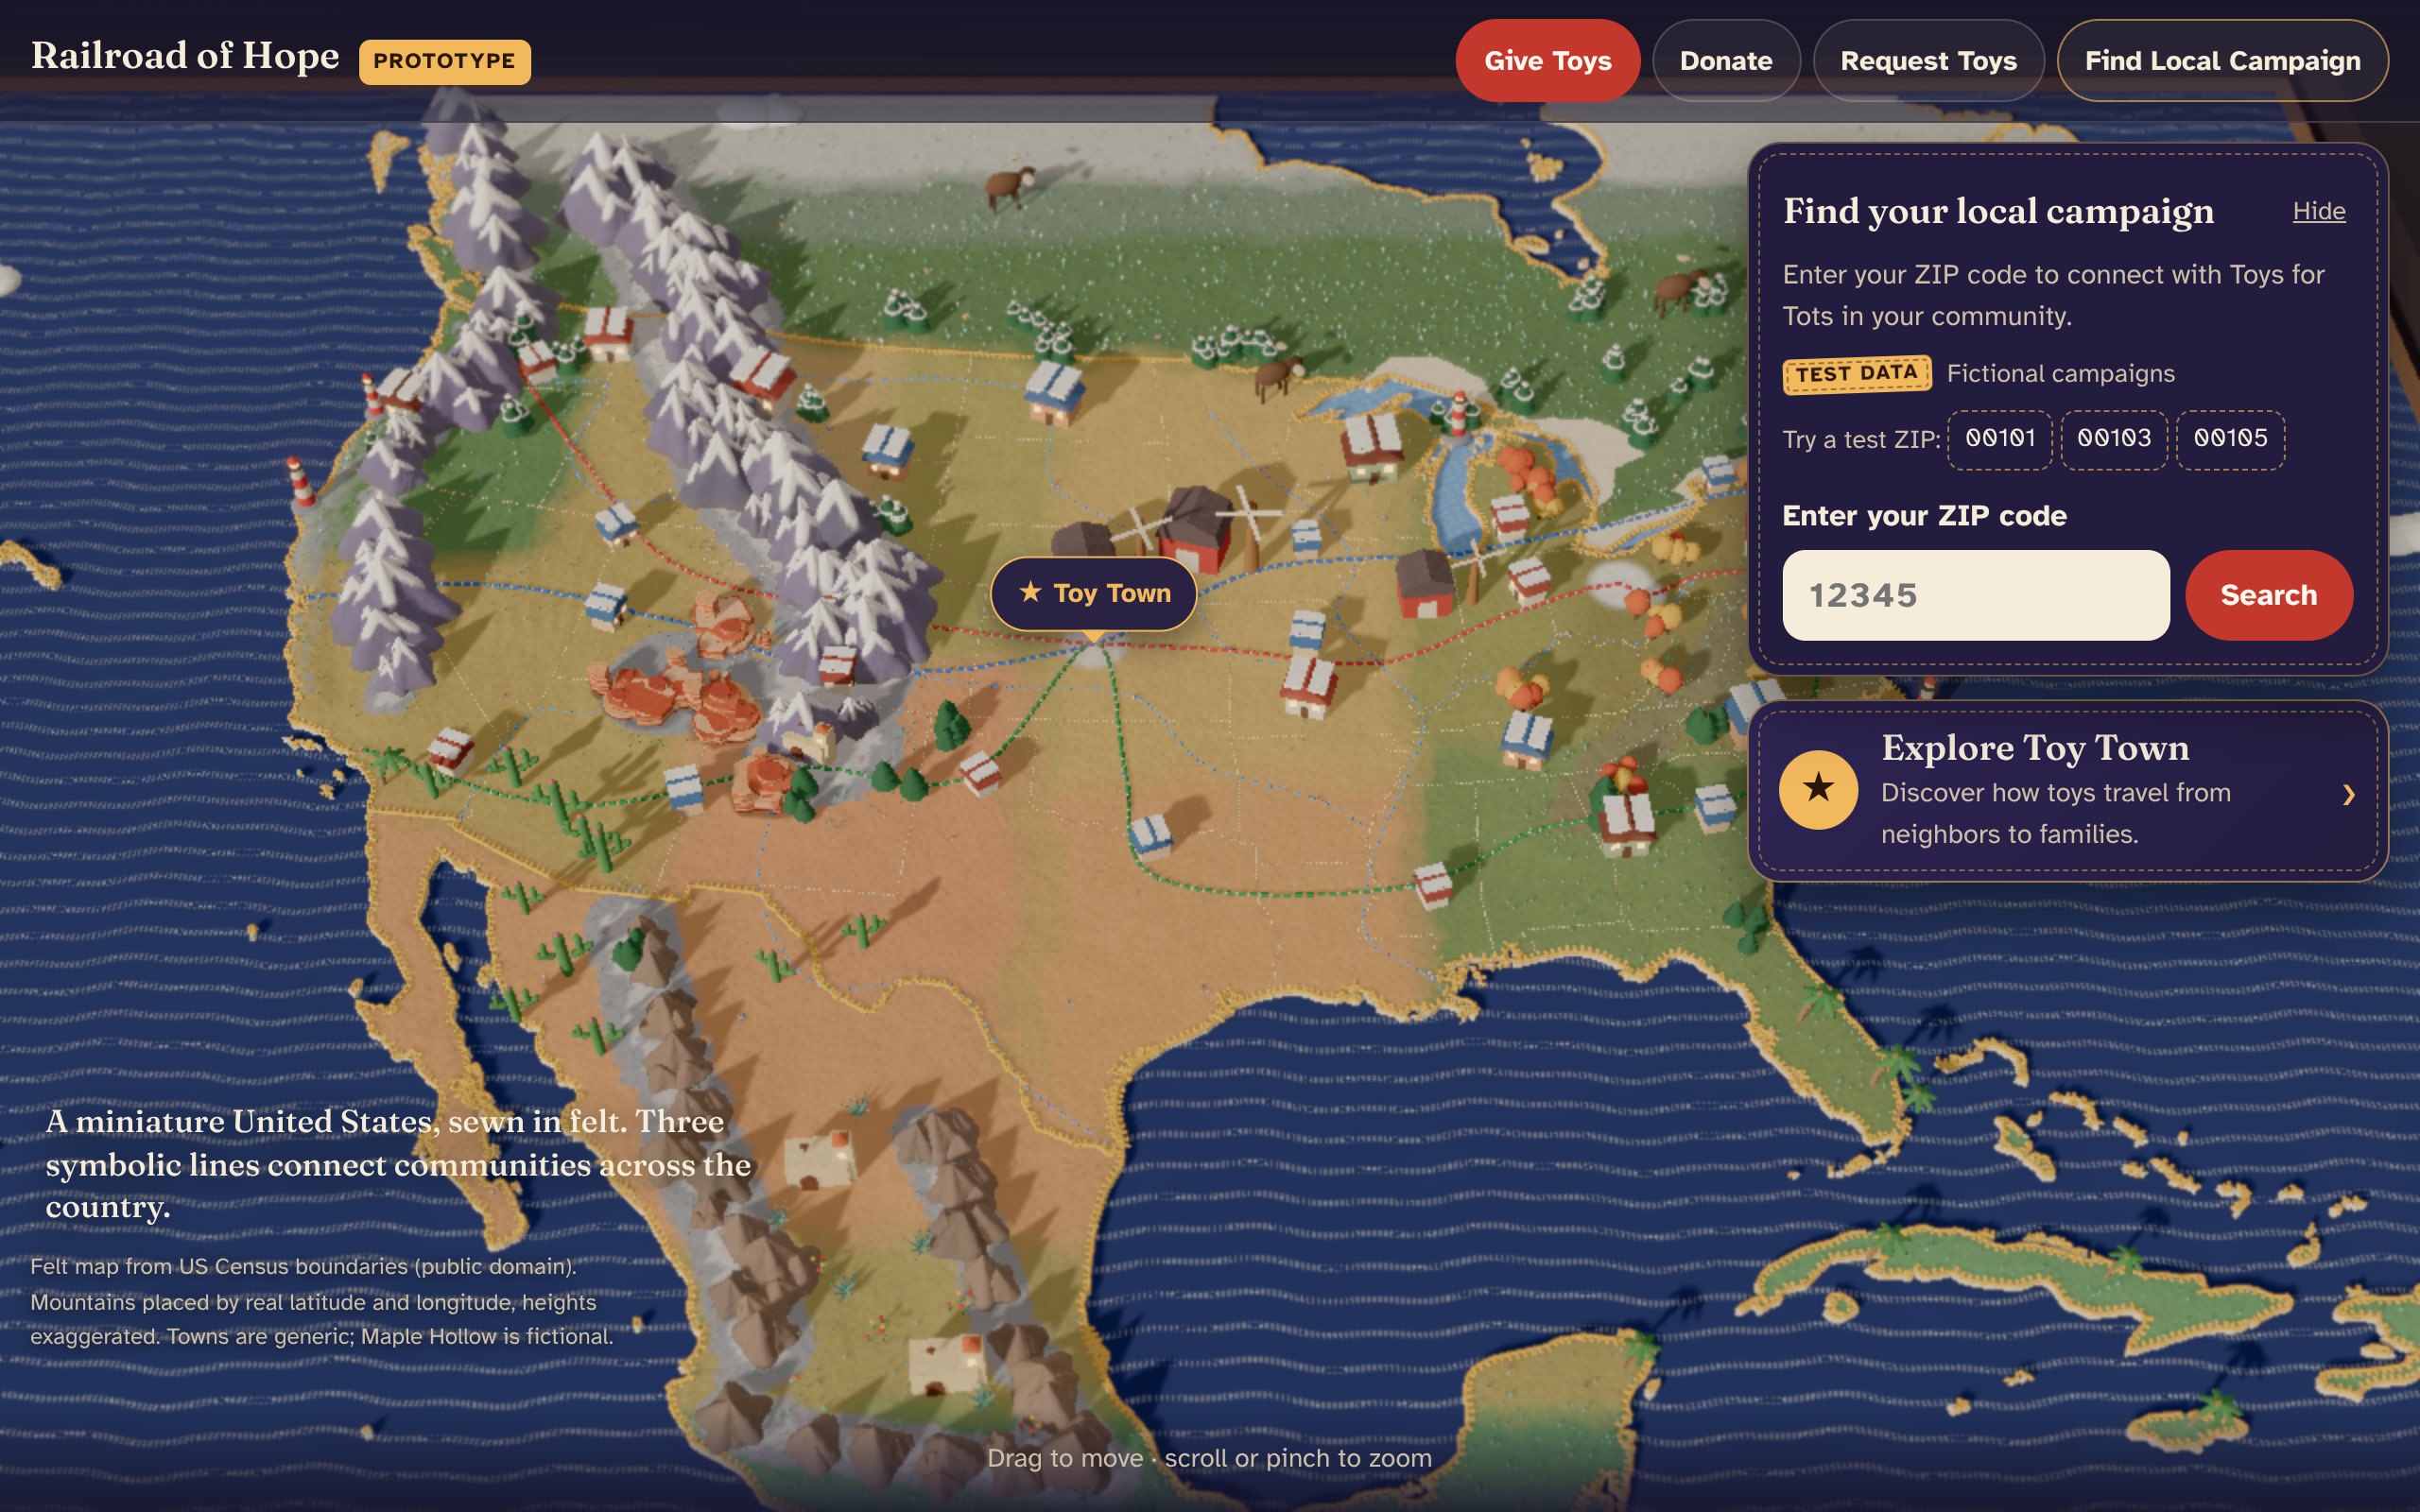 Railroad of Hope PROTOTYPE
Give Toys Donate Request Toys Find Local Campaign
Find your local campaign Hide
Enter your ZIP code to connect with Toys for
Tots in your community.
TEST DATA Fictional campaigns
Try a test ZIP: 00101 00103 00105
Enter your ZIP code
12345 Search
★ Toy Town
Explore Toy Town
Discover how toys travel from
neighbors to families.
A miniature United States, sewn in felt. Three
symbolic lines connect communities across the
country.
Felt map from US Census boundaries (public domain).
Mountains placed by real latitude and longitude, heights
exaggerated. Towns are generic; Maple Hollow is fictional.
Drag to move · scroll or pinch to zoom